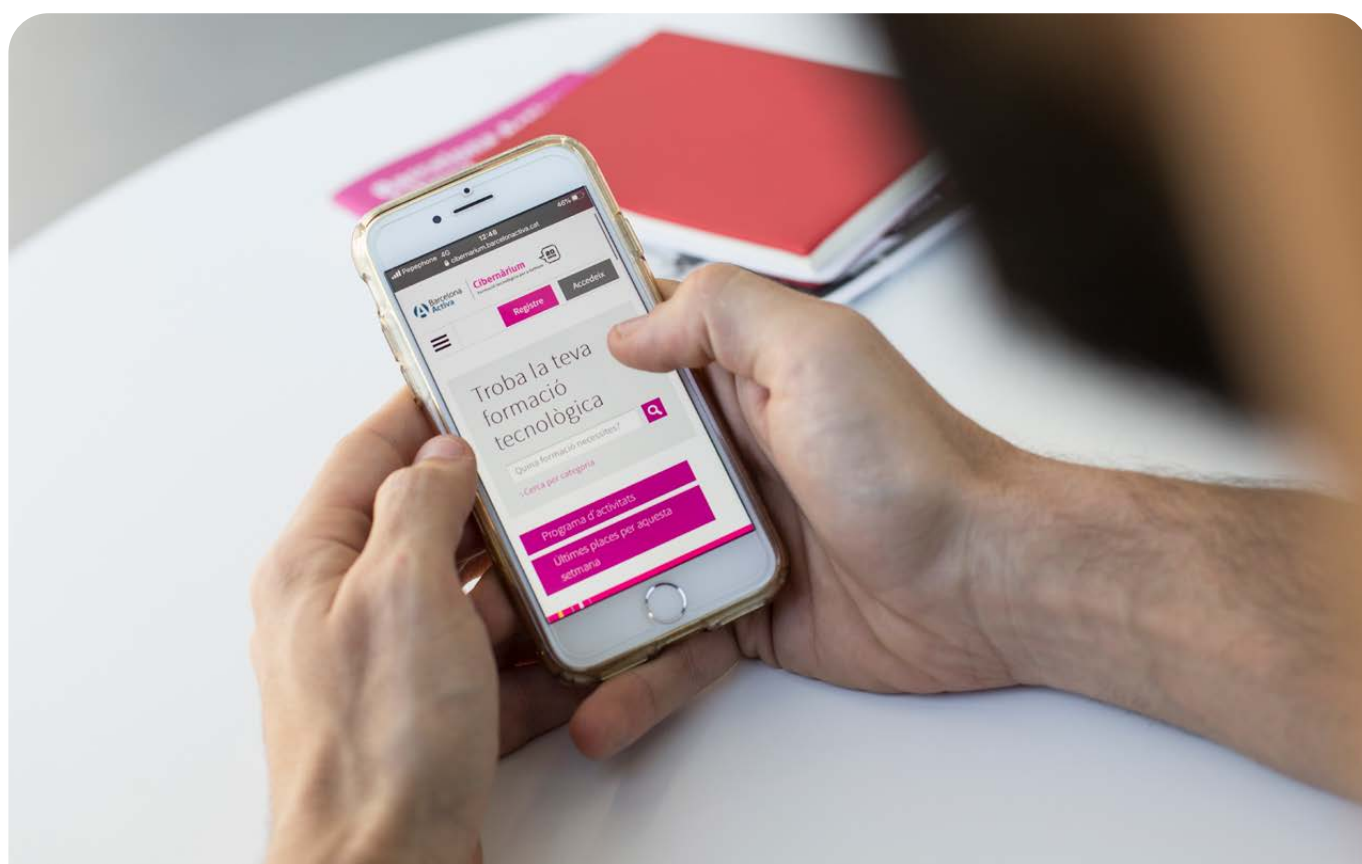 Pepephone 4G 12:48 46%
cibernarium.barcelonactiva.cat
Barcelona
Activa
Cibernàrium
Registre
Accedeix
Troba la teva
formació
tecnològica
Quina formació necessites?
Cerca per categoria
Programa d'activitats
Últimes places per aquesta
setmana